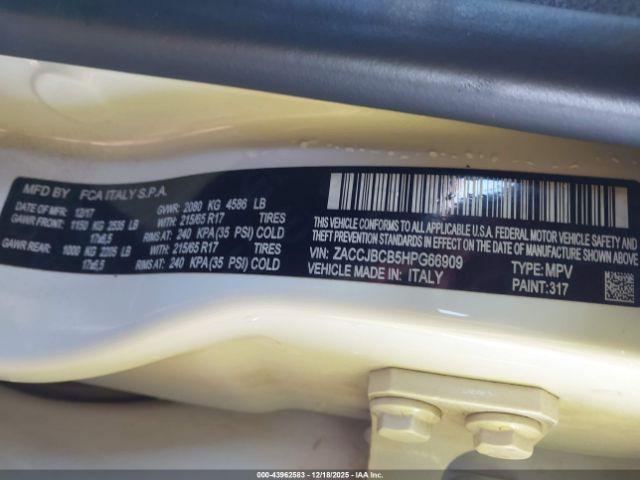 MFD BY FCA ITALY S.P.A.
DATE OF MFD: 12/17 GVWR: 2080 KG 4586 LB
GAWR FRONT: 1150 KG 2535 LB WITH: 215/65 R17 TIRES
17x6.5 RIMS AT: 240 KPA (35 PSI) COLD
GAWR REAR: 1000 KG 2205 LB WITH: 215/65 R17 TIRES
17x6.5 RIMS AT: 240 KPA (35 PSI) COLD
THIS VEHICLE CONFORMS TO ALL APPLICABLE U.S.A. FEDERAL MOTOR VEHICLE SAFETY AND
THEFT PREVENTION STANDARDS IN EFFECT ON THE DATE OF MANUFACTURE SHOWN ABOVE
VIN: ZACCJBCB5HPG66909 TYPE: MPV
VEHICLE MADE IN: ITALY PAINT: 317
000-43962583 - 12/18/2025 - IAA Inc.